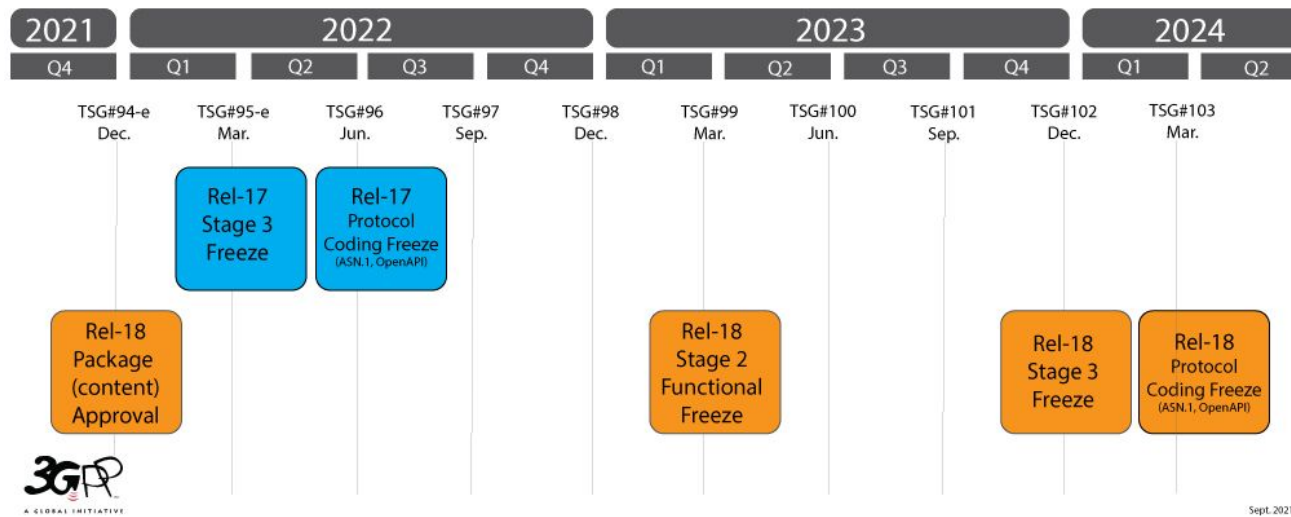 2021 2022 2023 2024
Q4 Q1 Q2 Q3 Q4 Q1 Q2 Q3 Q4 Q1 Q2
TSG#94-e TSG#95-e TSG#96 TSG#97 TSG#98 TSG#99 TSG#100 TSG#101 TSG#102 TSG#103
Dec. Mar. Jun. Sep. Dec. Mar. Jun. Sep. Dec. Mar.
Rel-17
Stage 3
Freeze
Rel-17
Protocol
Coding Freeze
(ASN.1, OpenAPI)
Rel-18
Package
(content)
Approval
Rel-18
Stage 2
Functional
Freeze
Rel-18
Stage 3
Freeze
Rel-18
Protocol
Coding Freeze
(ASN.1, OpenAPI)
3GPP
A GLOBAL INITIATIVE
Sept. 2021